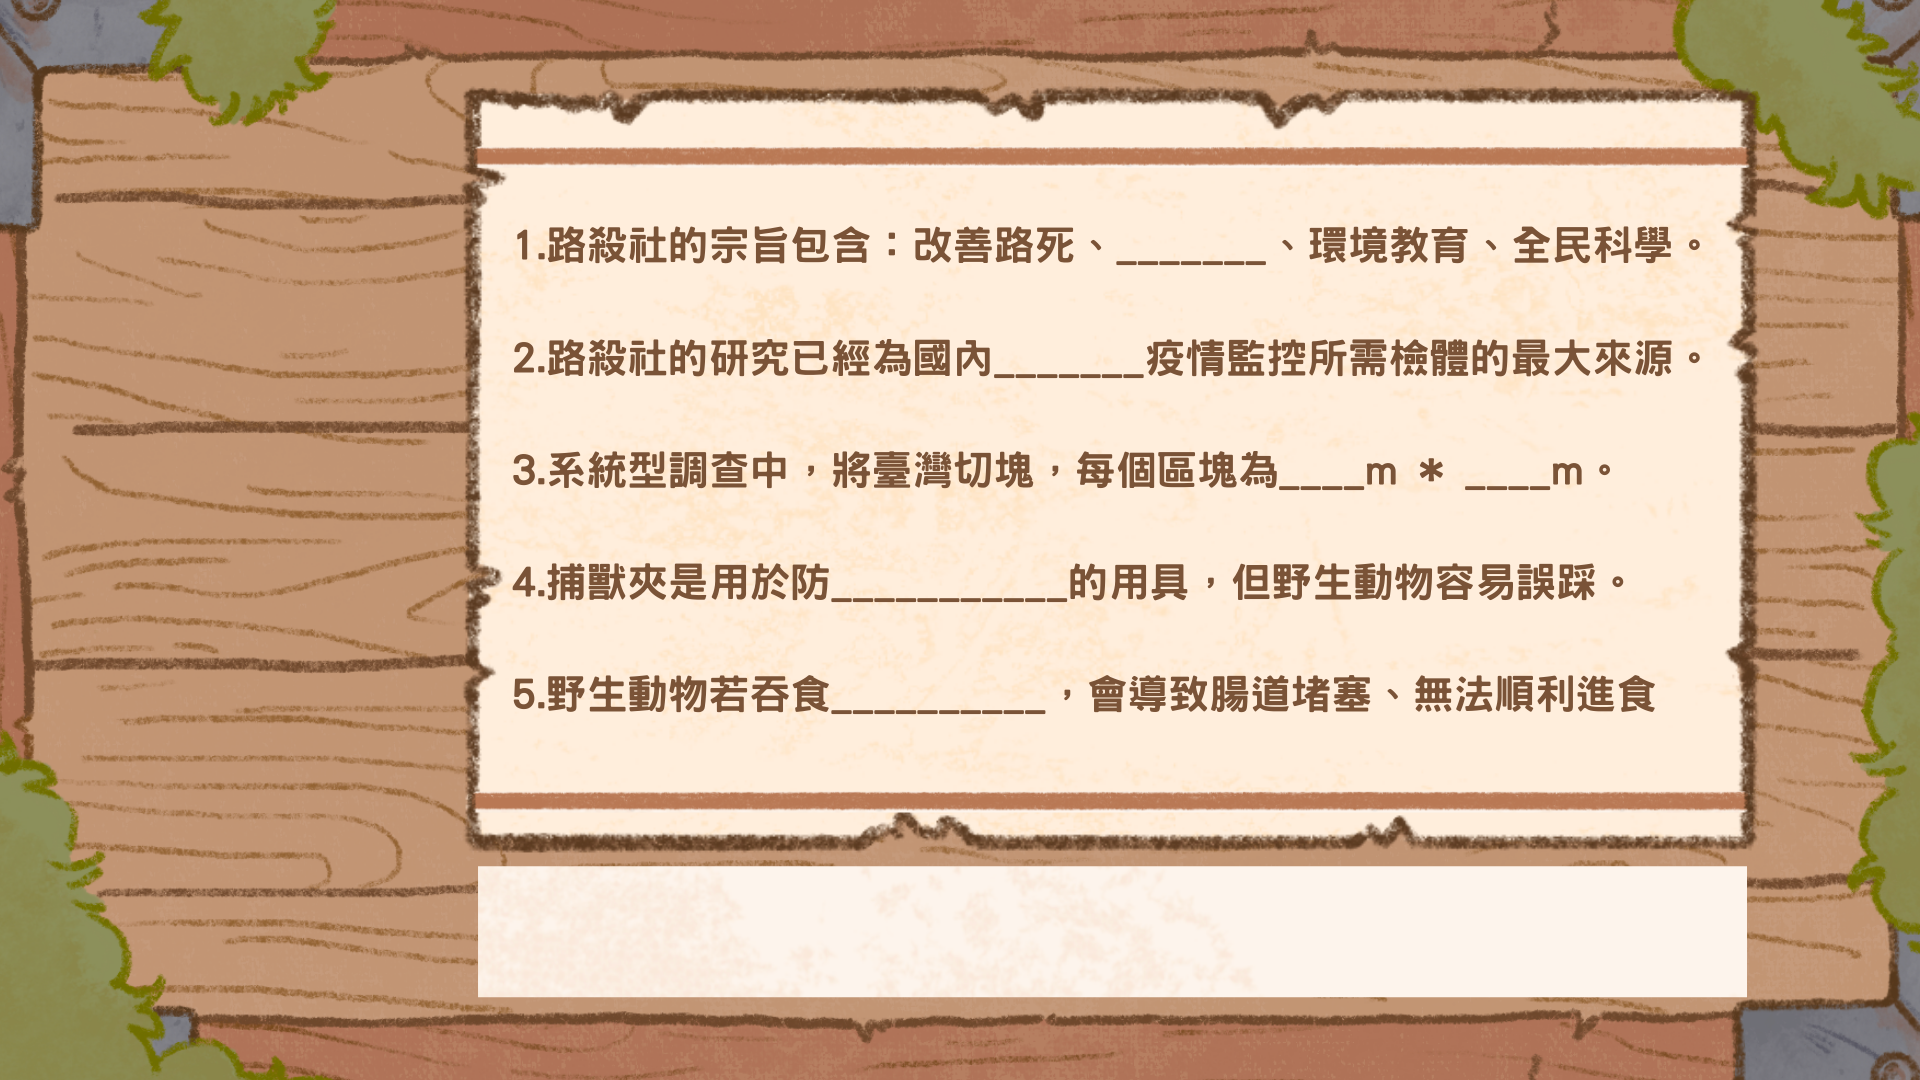 1.路殺社的宗旨包含：改善路死、_______、環境教育、全民科學。
2.路殺社的研究已經為國內_______疫情監控所需檢體的最大來源。
3.系統型調查中，將臺灣切塊，每個區塊為____m * ____m。
4.捕獸夾是用於防___________的用具，但野生動物容易誤踩。
5.野生動物若吞食__________，會導致腸道堵塞、無法順利進食